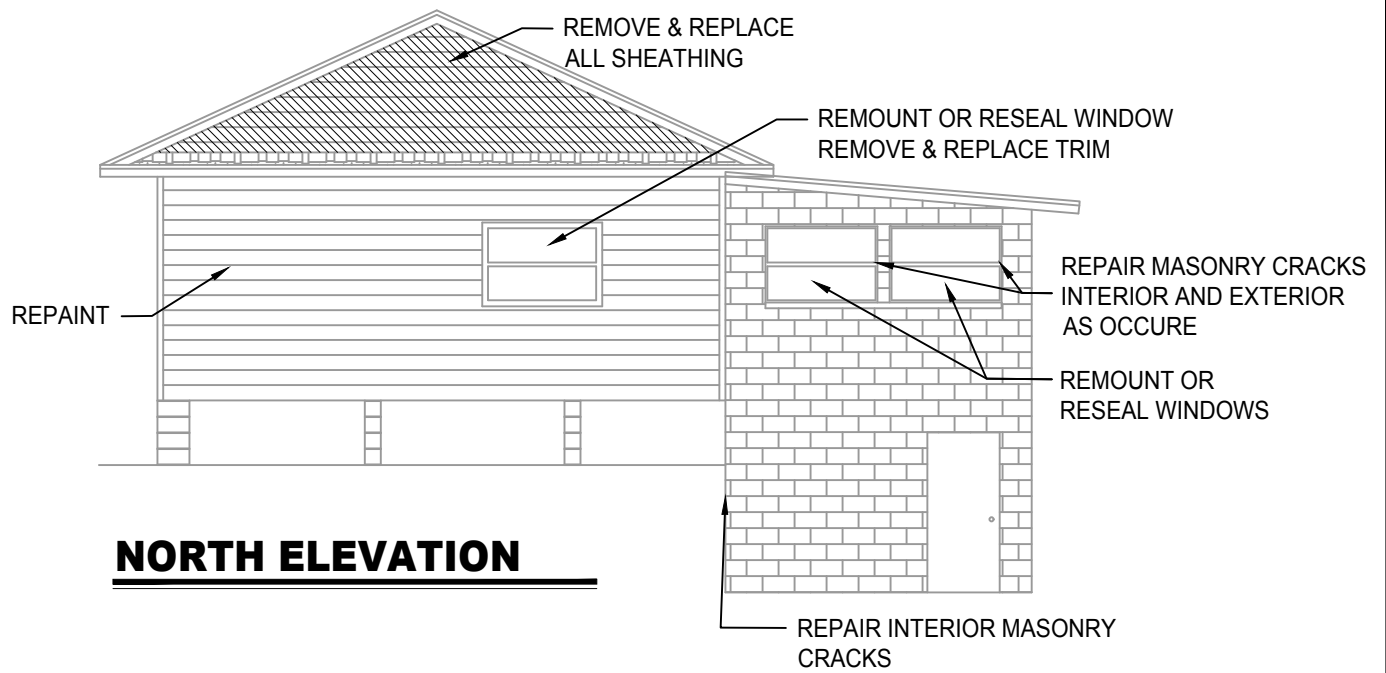 REMOVE & REPLACE
ALL SHEATHING
REMOUNT OR RESEAL WINDOW
REMOVE & REPLACE TRIM
REPAIR MASONRY CRACKS
INTERIOR AND EXTERIOR
AS OCCURE
REPAINT
REMOUNT OR
RESEAL WINDOWS
NORTH ELEVATION
REPAIR INTERIOR MASONRY
CRACKS